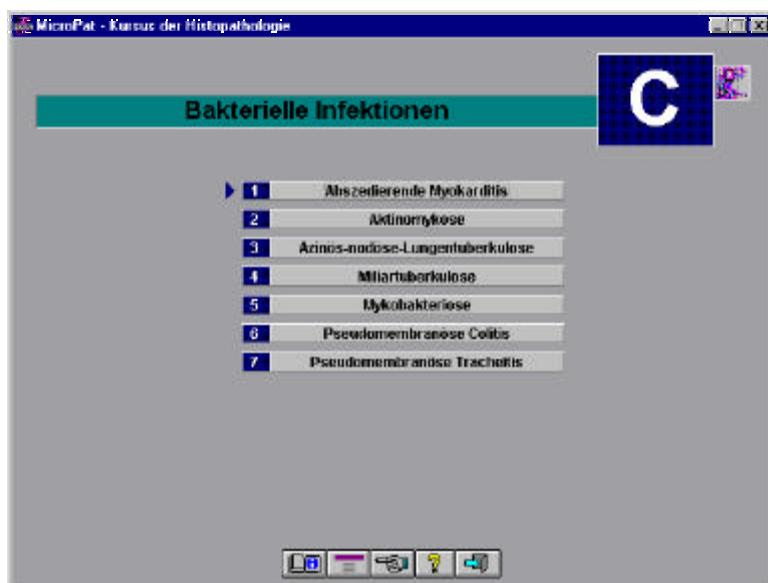 MicroPat - Kursus der Histopathologie
C
Bakterielle Infektionen
1 Abszedierende Myokarditis
2 Aktinomykose
3 Azinös-nodöse-Lungentuberkulose
4 Miliartuberkulose
5 Mykobakteriose
6 Pseudomembranöse Colitis
7 Pseudomembranöse Tracheitis
?